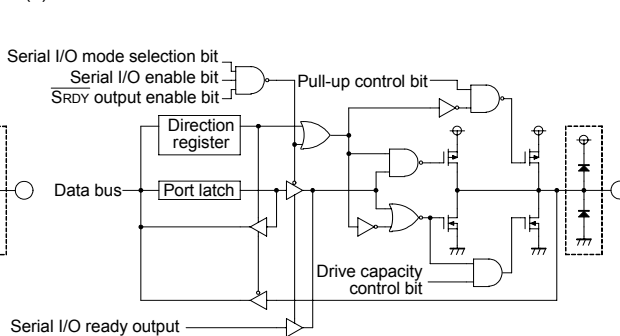 Serial I/O mode selection bit
Serial I/O enable bit
SRDY output enable bit
Pull-up control bit
Direction
register
Data bus
Port latch
Drive capacity
control bit
Serial I/O ready output